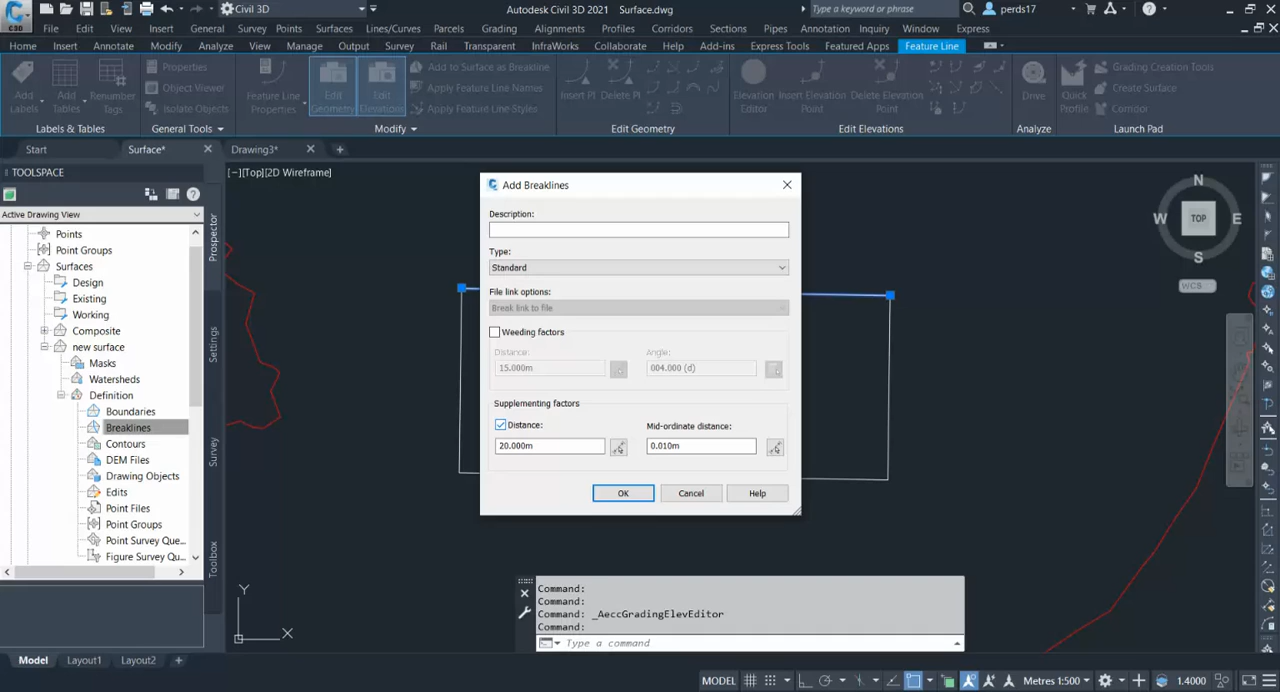 Civil 3D
Autodesk Civil 3D 2021 Surface.dwg
Type a keyword or phrase
perds17
C3D
File Edit View Insert General Survey Points Surfaces Lines/Curves Parcels Grading Alignments Profiles Corridors Sections Pipes Annotation Inquiry Window Express
Home Insert Annotate Modify Analyze View Manage Output Survey Rail Transparent InfraWorks Collaborate Help Add-ins Express Tools Featured Apps Feature Line
Add Labels
Add Tables
Renumber Tags
Properties
Object Viewer
Isolate Objects
Feature Line Properties
Edit Geometry
Edit Elevations
Add to Surface as Breakline
Apply Feature Line Names
Apply Feature Line Styles
Insert PI
Delete PI
Elevation Editor
Insert Elevation Point
Delete Elevation Point
Drive
Quick Profile
Grading Creation Tools
Create Surface
Corridor
Labels & Tables
General Tools
Modify
Edit Geometry
Edit Elevations
Analyze
Launch Pad
Start
Surface*
Drawing3*
TOOLSPACE
[−][Top][2D Wireframe]
Active Drawing View
Points
Point Groups
Surfaces
Design
Existing
Working
Composite
new surface
Masks
Watersheds
Definition
Boundaries
Breaklines
Contours
DEM Files
Drawing Objects
Edits
Point Files
Point Groups
Point Survey Que...
Figure Survey Qu...
Prospector
Settings
Survey
Toolbox
Add Breaklines
Description:
Type:
Standard
File link options:
Break link to file
Weeding factors
Distance:
Angle:
15.000m
004.000 (d)
Supplementing factors
Distance:
Mid-ordinate distance:
20.000m
0.010m
OK
Cancel
Help
N
W
TOP
E
S
WCS
Y
X
Command:
Command:
Command: _AeccGradingElevEditor
Command:
Type a command
Model Layout1 Layout2
MODEL
Metres 1:500
1.4000